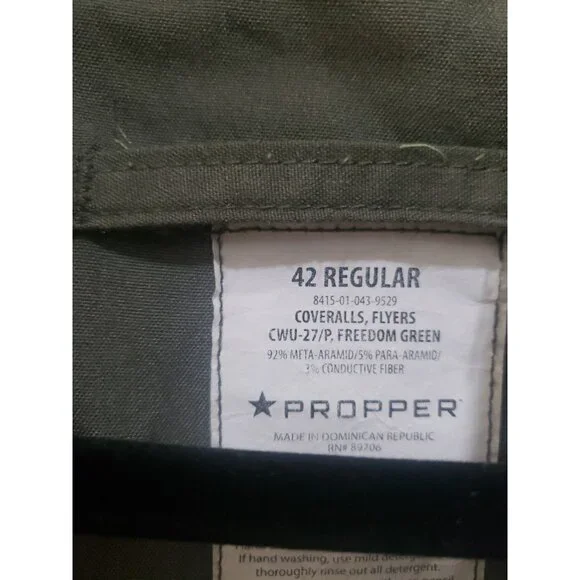 42 REGULAR
8415-01-043-9529
COVERALLS, FLYERS
CWU-27/P, FREEDOM GREEN
92% META-ARAMID/5% PARA-ARAMID/
3% CONDUCTIVE FIBER
★PROPPER
MADE IN DOMINICAN REPUBLIC
RN# 89706
If hand washing, use mild detergent
thoroughly rinse out all detergent.